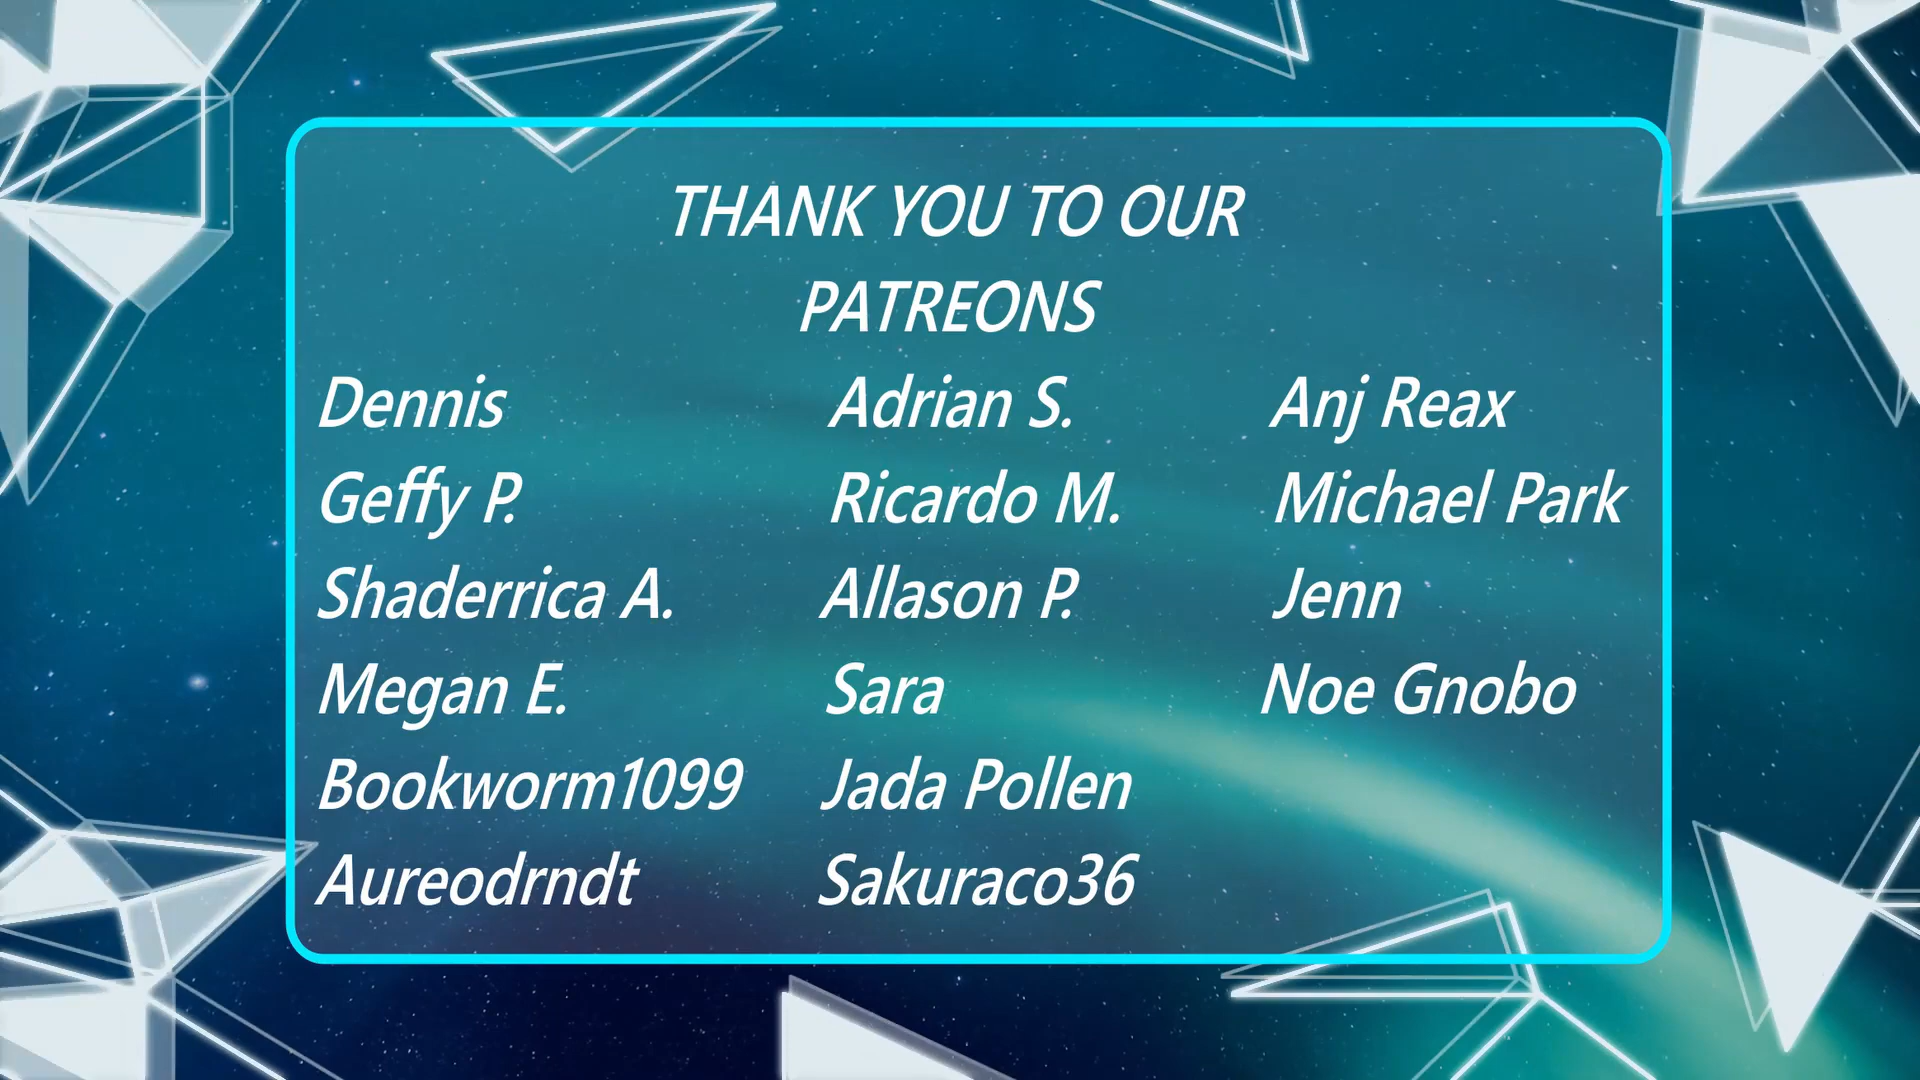 THANK YOU TO OUR
PATREONS
Dennis Adrian S. Anj Reax
Geffy P. Ricardo M. Michael Park
Shaderrica A. Allason P. Jenn
Megan E. Sara Noe Gnobo
Bookworm1099 Jada Pollen
Aureodrndt Sakuraco36